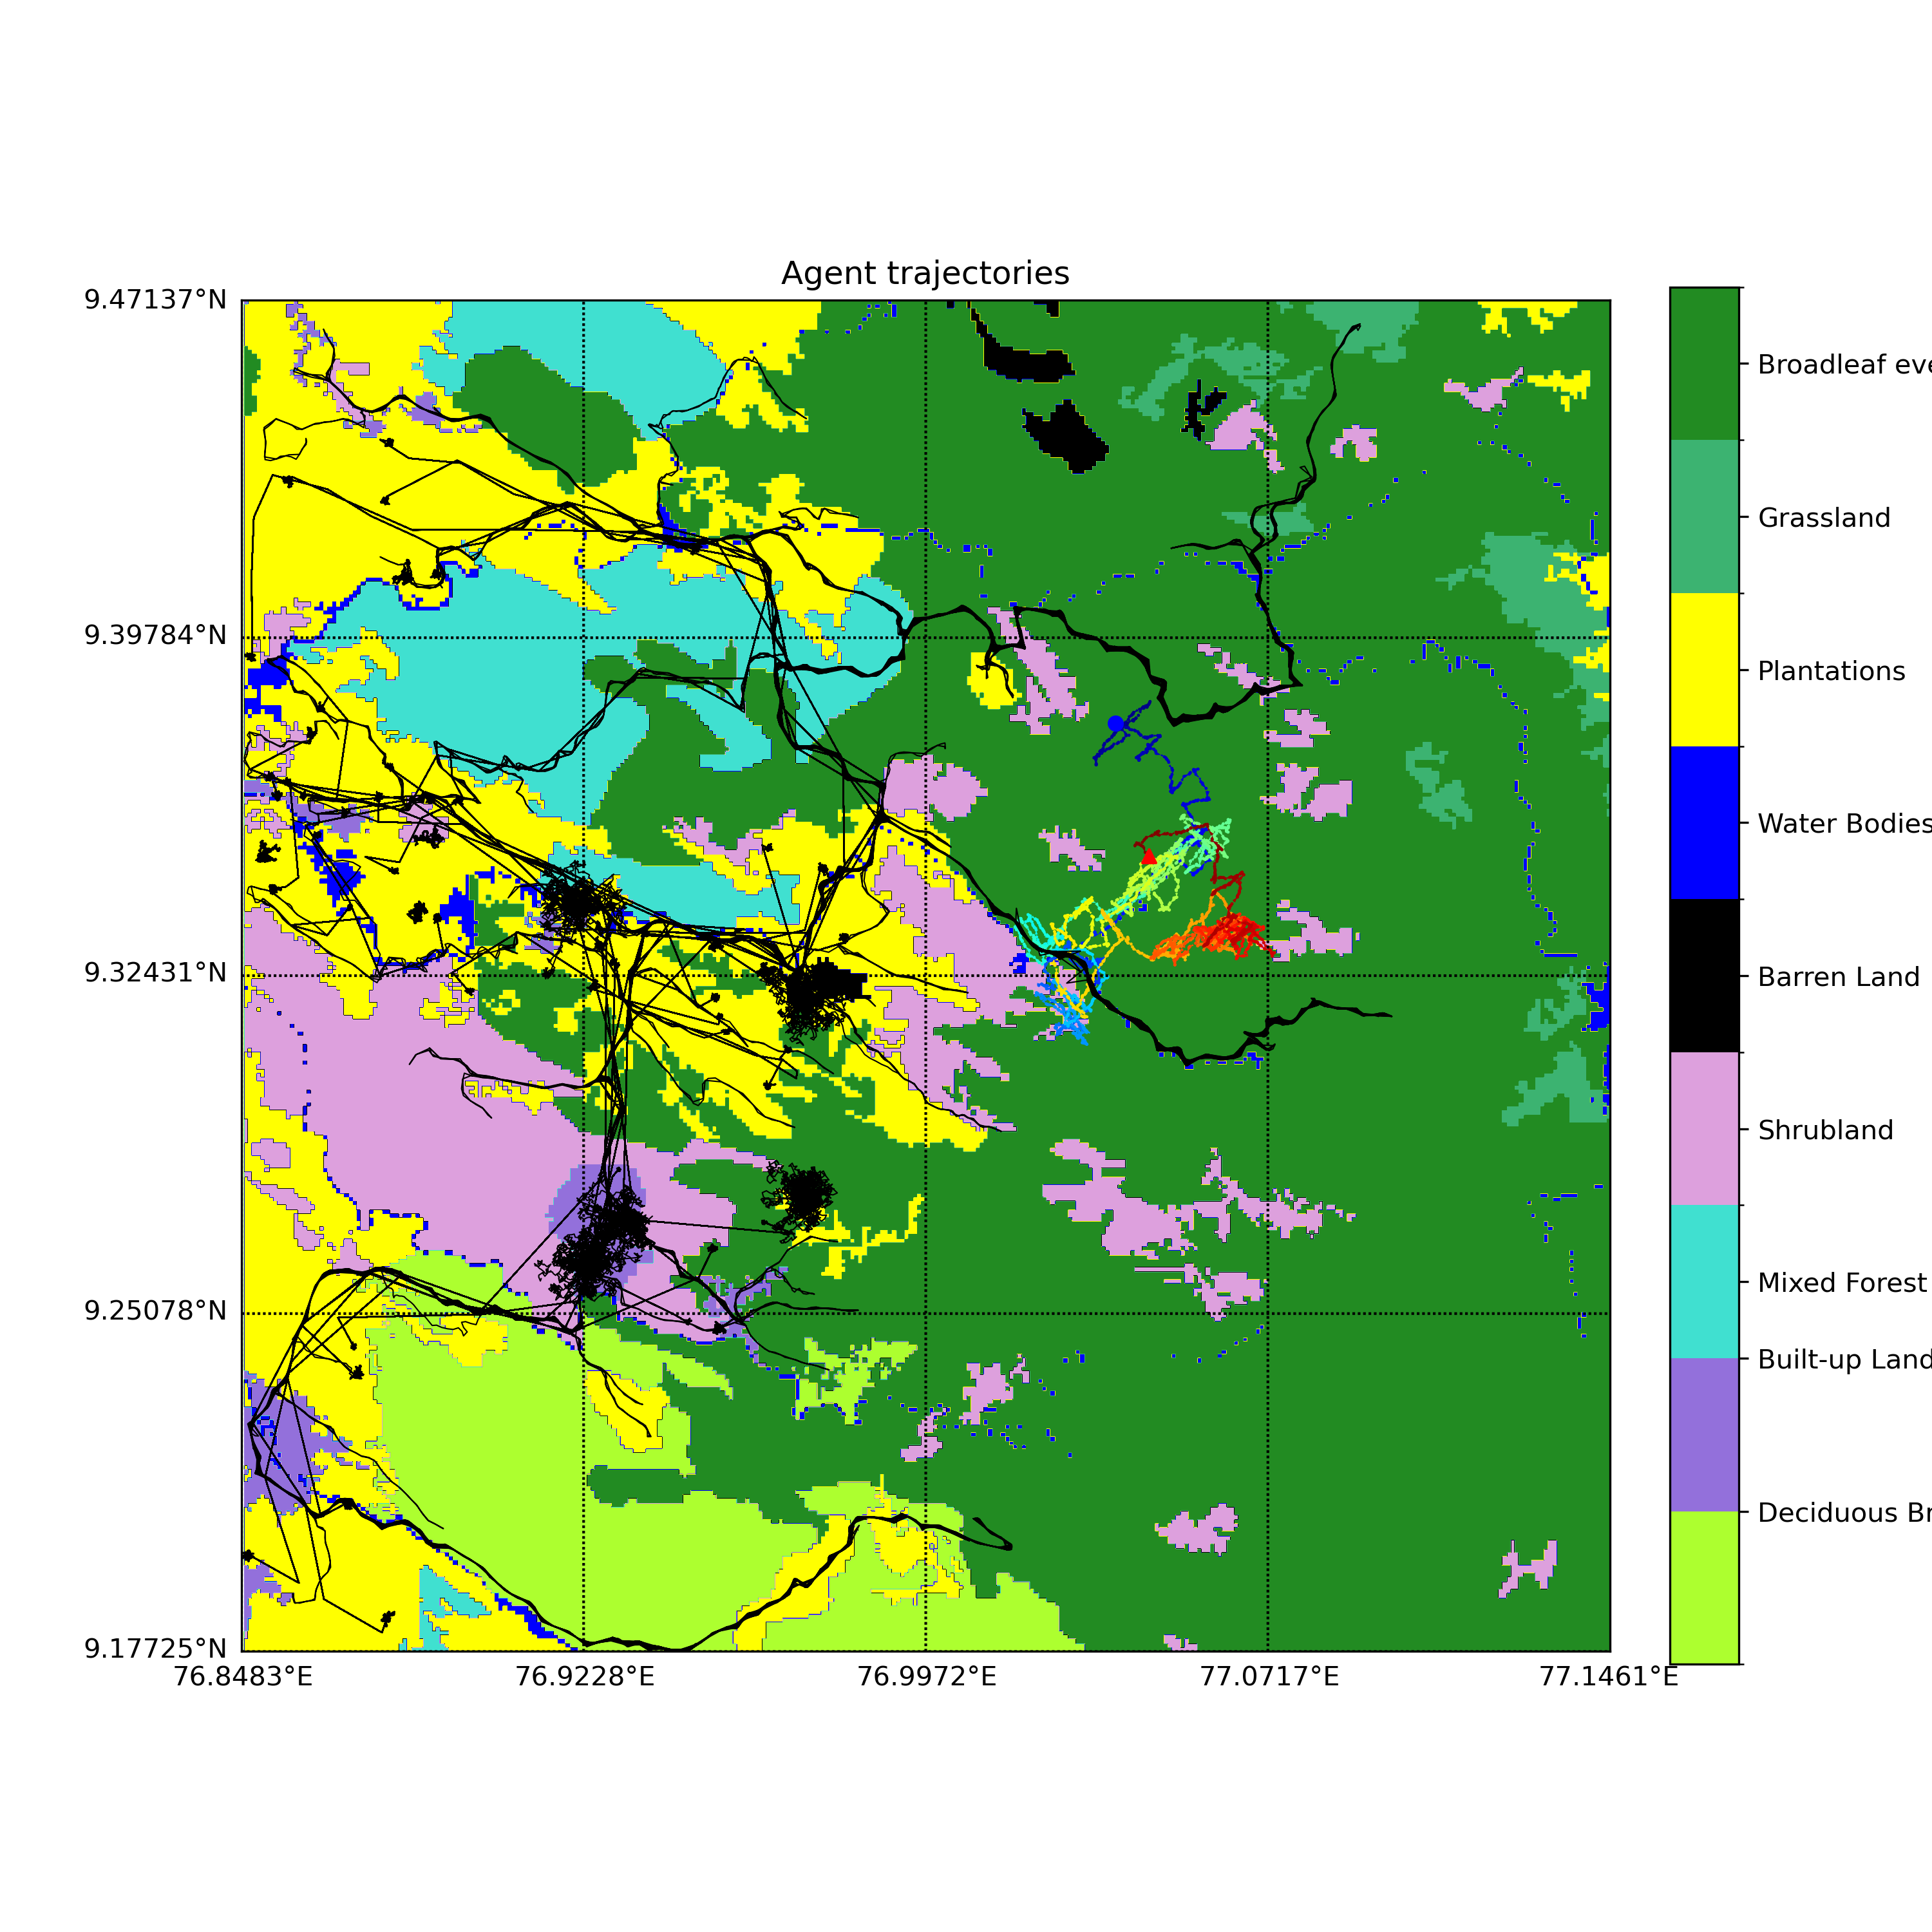 Agent trajectories
9.47137°N
9.39784°N
9.32431°N
9.25078°N
9.17725°N
76.8483°E
76.9228°E
76.9972°E
77.0717°E
77.1461°E
Broadleaf eve
Grassland
Plantations
Water Bodies
Barren Land
Shrubland
Mixed Forest
Built-up Land
Deciduous Br